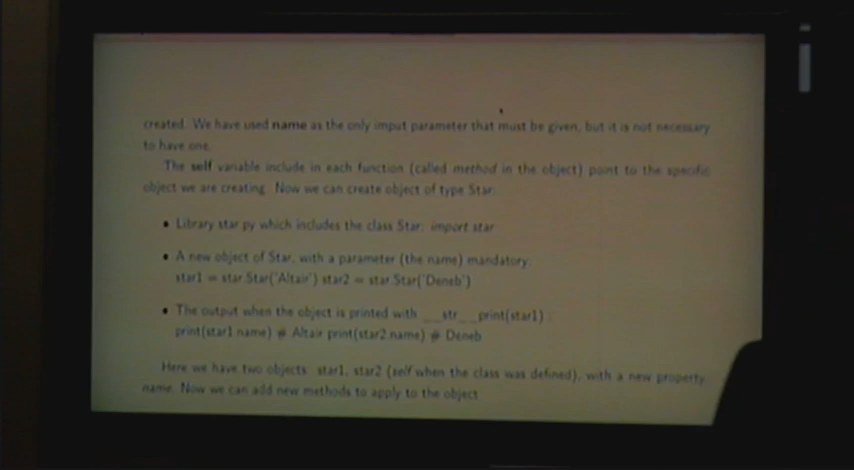 created. We have used name as the only imput parameter that must be given, but it is not necessary
to have one.
The self variable include in each function (called method in the object) point to the specific
object we are creating. Now we can create object of type Star:
• Library star.py which includes the class Star: import star
• A new object of Star, with a parameter (the name) mandatory:
star1 = star.Star('Altair') star2 = star.Star('Deneb')
• The output when the object is printed with __str__ print(star1) :
print(star1.name) # Altair print(star2.name) # Deneb
Here we have two objects: star1, star2 (self when the class was defined), with a new property:
name. Now we can add new methods to apply to the object